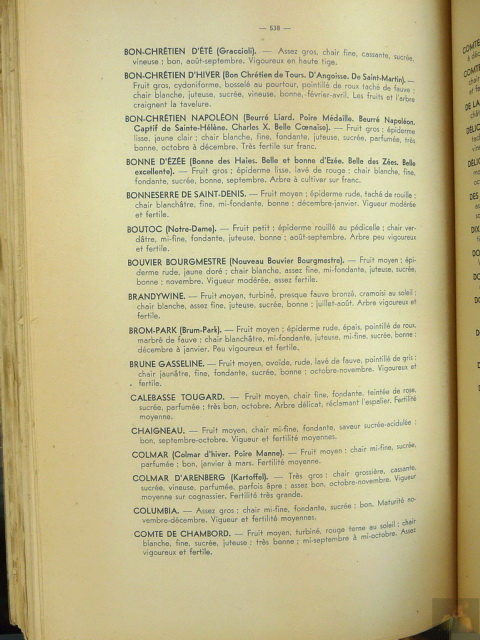 — 538 —
BON-CHRÉTIEN D'ÉTÉ (Graccioli). — Assez gros, chair fine, cassante, sucrée,
vineuse ; bon, août-septembre. Vigoureux en haute tige.
BON-CHRÉTIEN D'HIVER (Bon Chrétien de Tours. D'Angoisse. De Saint-Martin). —
Fruit gros, cydoniforme, bosselé au pourtour, pointillé de roux taché de fauve ;
chair blanche, juteuse, sucrée, vineuse, bonne, février-avril. Les fruits et l'arbre
craignent la tavelure.
BON-CHRÉTIEN NAPOLÉON (Beurré Liard. Poire Médaille. Beurré Napoléon.
Captif de Sainte-Hélène. Charles X. Belle Cœnaise). — Fruit gros ; épiderme
lisse, jaune clair ; chair blanche, fine, fondante, juteuse, sucrée, parfumée, très
bonne, octobre à décembre. Très fertile sur franc.
BONNE D'EZÉE (Bonne des Haies. Belle et bonne d'Ezée. Belle des Zées. Belle
excellente). — Fruit gros ; épiderme lisse, lavé de rouge ; chair blanche, fine,
fondante, sucrée, bonne, septembre. Arbre à cultiver sur franc.
BONNESERRE DE SAINT-DENIS. — Fruit moyen ; épiderme rude, taché de rouille ;
chair blanchâtre, fine, mi-fondante, bonne ; décembre-janvier. Vigueur modérée
et fertile.
BOUTOC (Notre-Dame). — Fruit petit ; épiderme rouillé au pédicelle ; chair ver-
dâtre, mi-fine, fondante, juteuse, bonne ; août-septembre. Arbre peu vigoureux
et fertile.
BOUVIER BOURGMESTRE (Nouveau Bouvier Bourgmestre). — Fruit moyen ; épi-
derme rude, jaune doré ; chair blanche, assez fine, mi-fondante, juteuse, sucrée,
bonne ; novembre. Vigueur modérée, assez fertile.
BRANDYWINE. — Fruit moyen, turbiné, presque fauve bronzé, cramoisi au soleil ;
chair blanche, assez fine, juteuse, sucrée, bonne ; juillet-août. Arbre vigoureux et
fertile.
BROM-PARK (Brum-Park). — Fruit moyen ; épiderme rude, épais, pointillé de roux,
marbré de fauve ; chair blanchâtre, mi-fondante, juteuse, mi-fine, sucrée, bonne ;
décembre à janvier. Peu vigoureux et fertile.
BRUNE GASSELINE. — Fruit moyen, ovoïde, rude, lavé de fauve, pointillé de gris ;
chair jaunâtre, fine, fondante, sucrée, bonne ; octobre-novembre. Vigoureux et
fertile.
CALEBASSE TOUGARD. — Fruit moyen, chair fine, fondante, teintée de rose,
sucrée, parfumée ; très bon, octobre. Arbre délicat, réclamant l'espalier. Fertilité
moyenne.
CHAIGNEAU. — Fruit moyen, chair mi-fine, fondante, saveur sucrée-acidulée ;
bon, septembre-octobre. Vigueur et fertilité moyennes.
COLMAR (Colmar d'hiver. Poire Manne). — Fruit moyen ; chair mi-fine, sucrée,
parfumée ; bon, janvier à mars. Fertilité moyenne.
COLMAR D'ARENBERG (Kartoffel). — Très gros ; chair grossière, cassante,
sucrée, vineuse, parfumée, parfois âpre ; assez bon, octobre-novembre. Vigueur
moyenne sur cognassier. Fertilité très grande.
COLUMBIA. — Assez gros ; chair mi-fine, fondante, sucrée ; bon. Maturité no-
vembre-décembre. Vigueur et fertilité moyennes.
COMTE DE CHAMBORD. — Fruit moyen, turbiné, rouge terne au soleil ; chair
blanche, fine, sucrée, juteuse ; très bonne ; mi-septembre à mi-octobre. Assez
vigoureux et fertile.